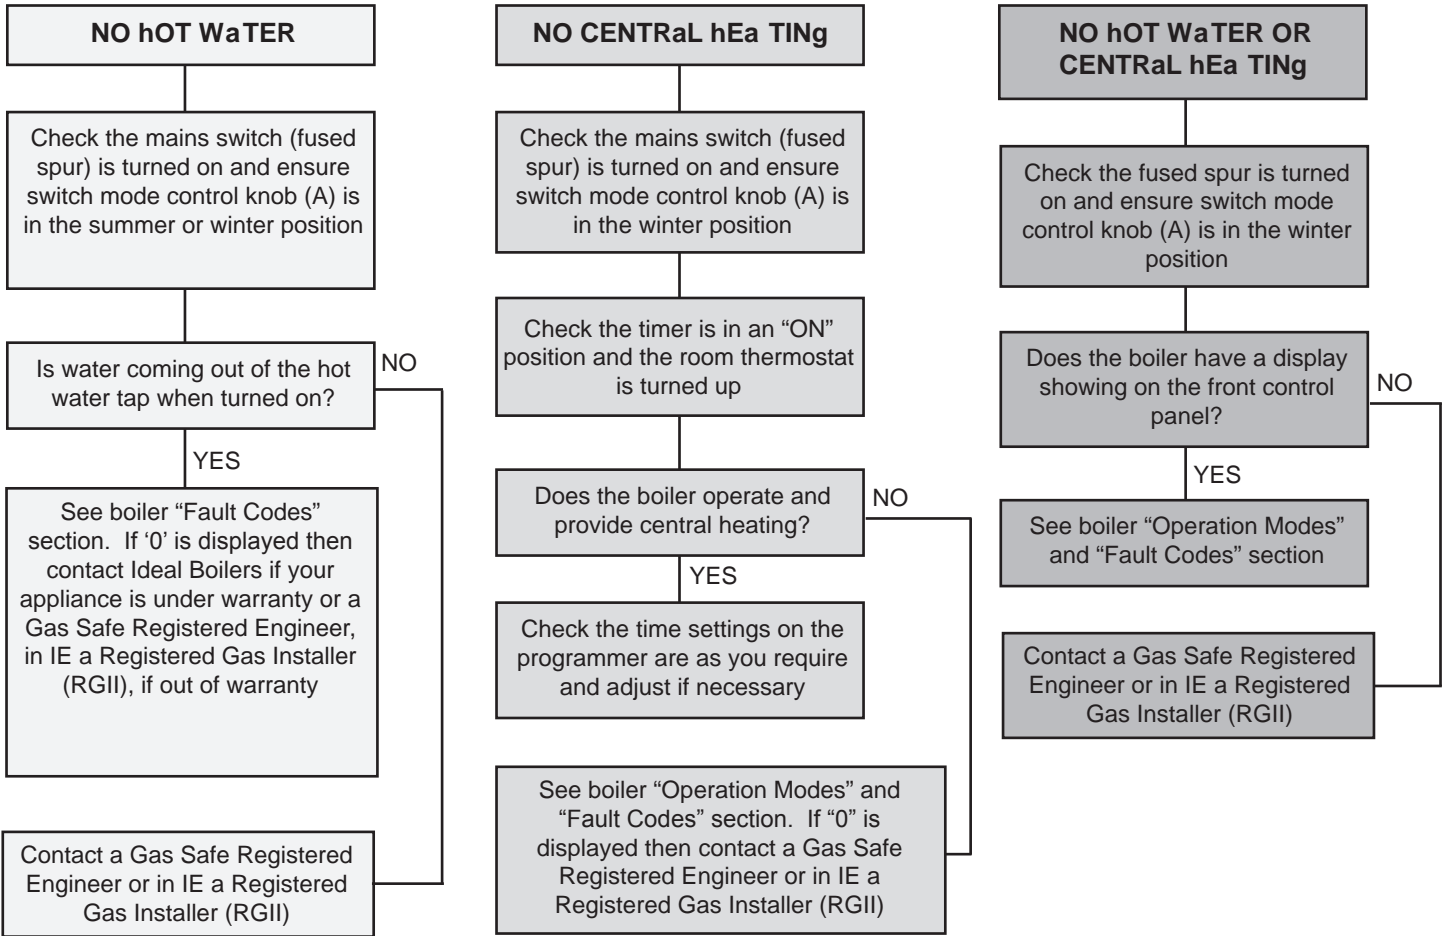 NO hOT WaTER
Check the mains switch (fused
spur) is turned on and ensure
switch mode control knob (A) is
in the summer or winter position
Is water coming out of the hot
water tap when turned on?
NO
YES
See boiler “Fault Codes”
section.  If ‘0’ is displayed then
contact Ideal Boilers if your
appliance is under warranty or a
Gas Safe Registered Engineer,
in IE a Registered Gas Installer
(RGII), if out of warranty
Contact a Gas Safe Registered
Engineer or in IE a Registered
Gas Installer (RGII)
NO CENTRaL hEa TINg
Check the mains switch (fused
spur) is turned on and ensure
switch mode control knob (A) is
in the winter position
Check the timer is in an “ON”
position and the room thermostat
is turned up
Does the boiler operate and
provide central heating?
NO
YES
Check the time settings on the
programmer are as you require
and adjust if necessary
See boiler “Operation Modes” and
“Fault Codes” section.  If “0” is
displayed then contact a Gas Safe
Registered Engineer or in IE a
Registered Gas Installer (RGII)
NO hOT WaTER OR
CENTRaL hEa TINg
Check the fused spur is turned
on and ensure switch mode
control knob (A) is in the winter
position
Does the boiler have a display
showing on the front control
panel?
NO
YES
See boiler “Operation Modes”
and “Fault Codes” section
Contact a Gas Safe Registered
Engineer or in IE a Registered
Gas Installer (RGII)